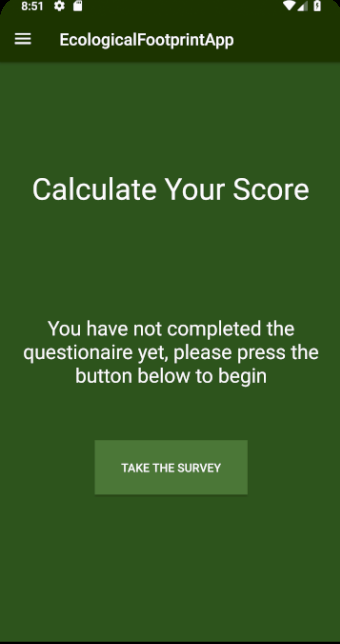 8:51
EcologicalFootprintApp
Calculate Your Score
You have not completed the
questionaire yet, please press the
button below to begin
TAKE THE SURVEY